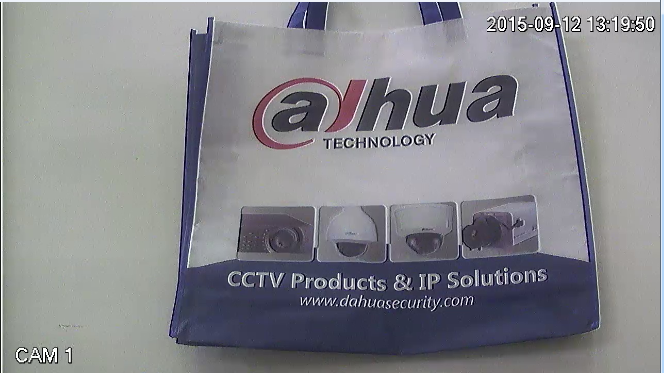 2015-09-12 13:19:50
alhua
TECHNOLOGY
CCTV Products & IP Solutions
www.dahuasecurity.com
CAM 1